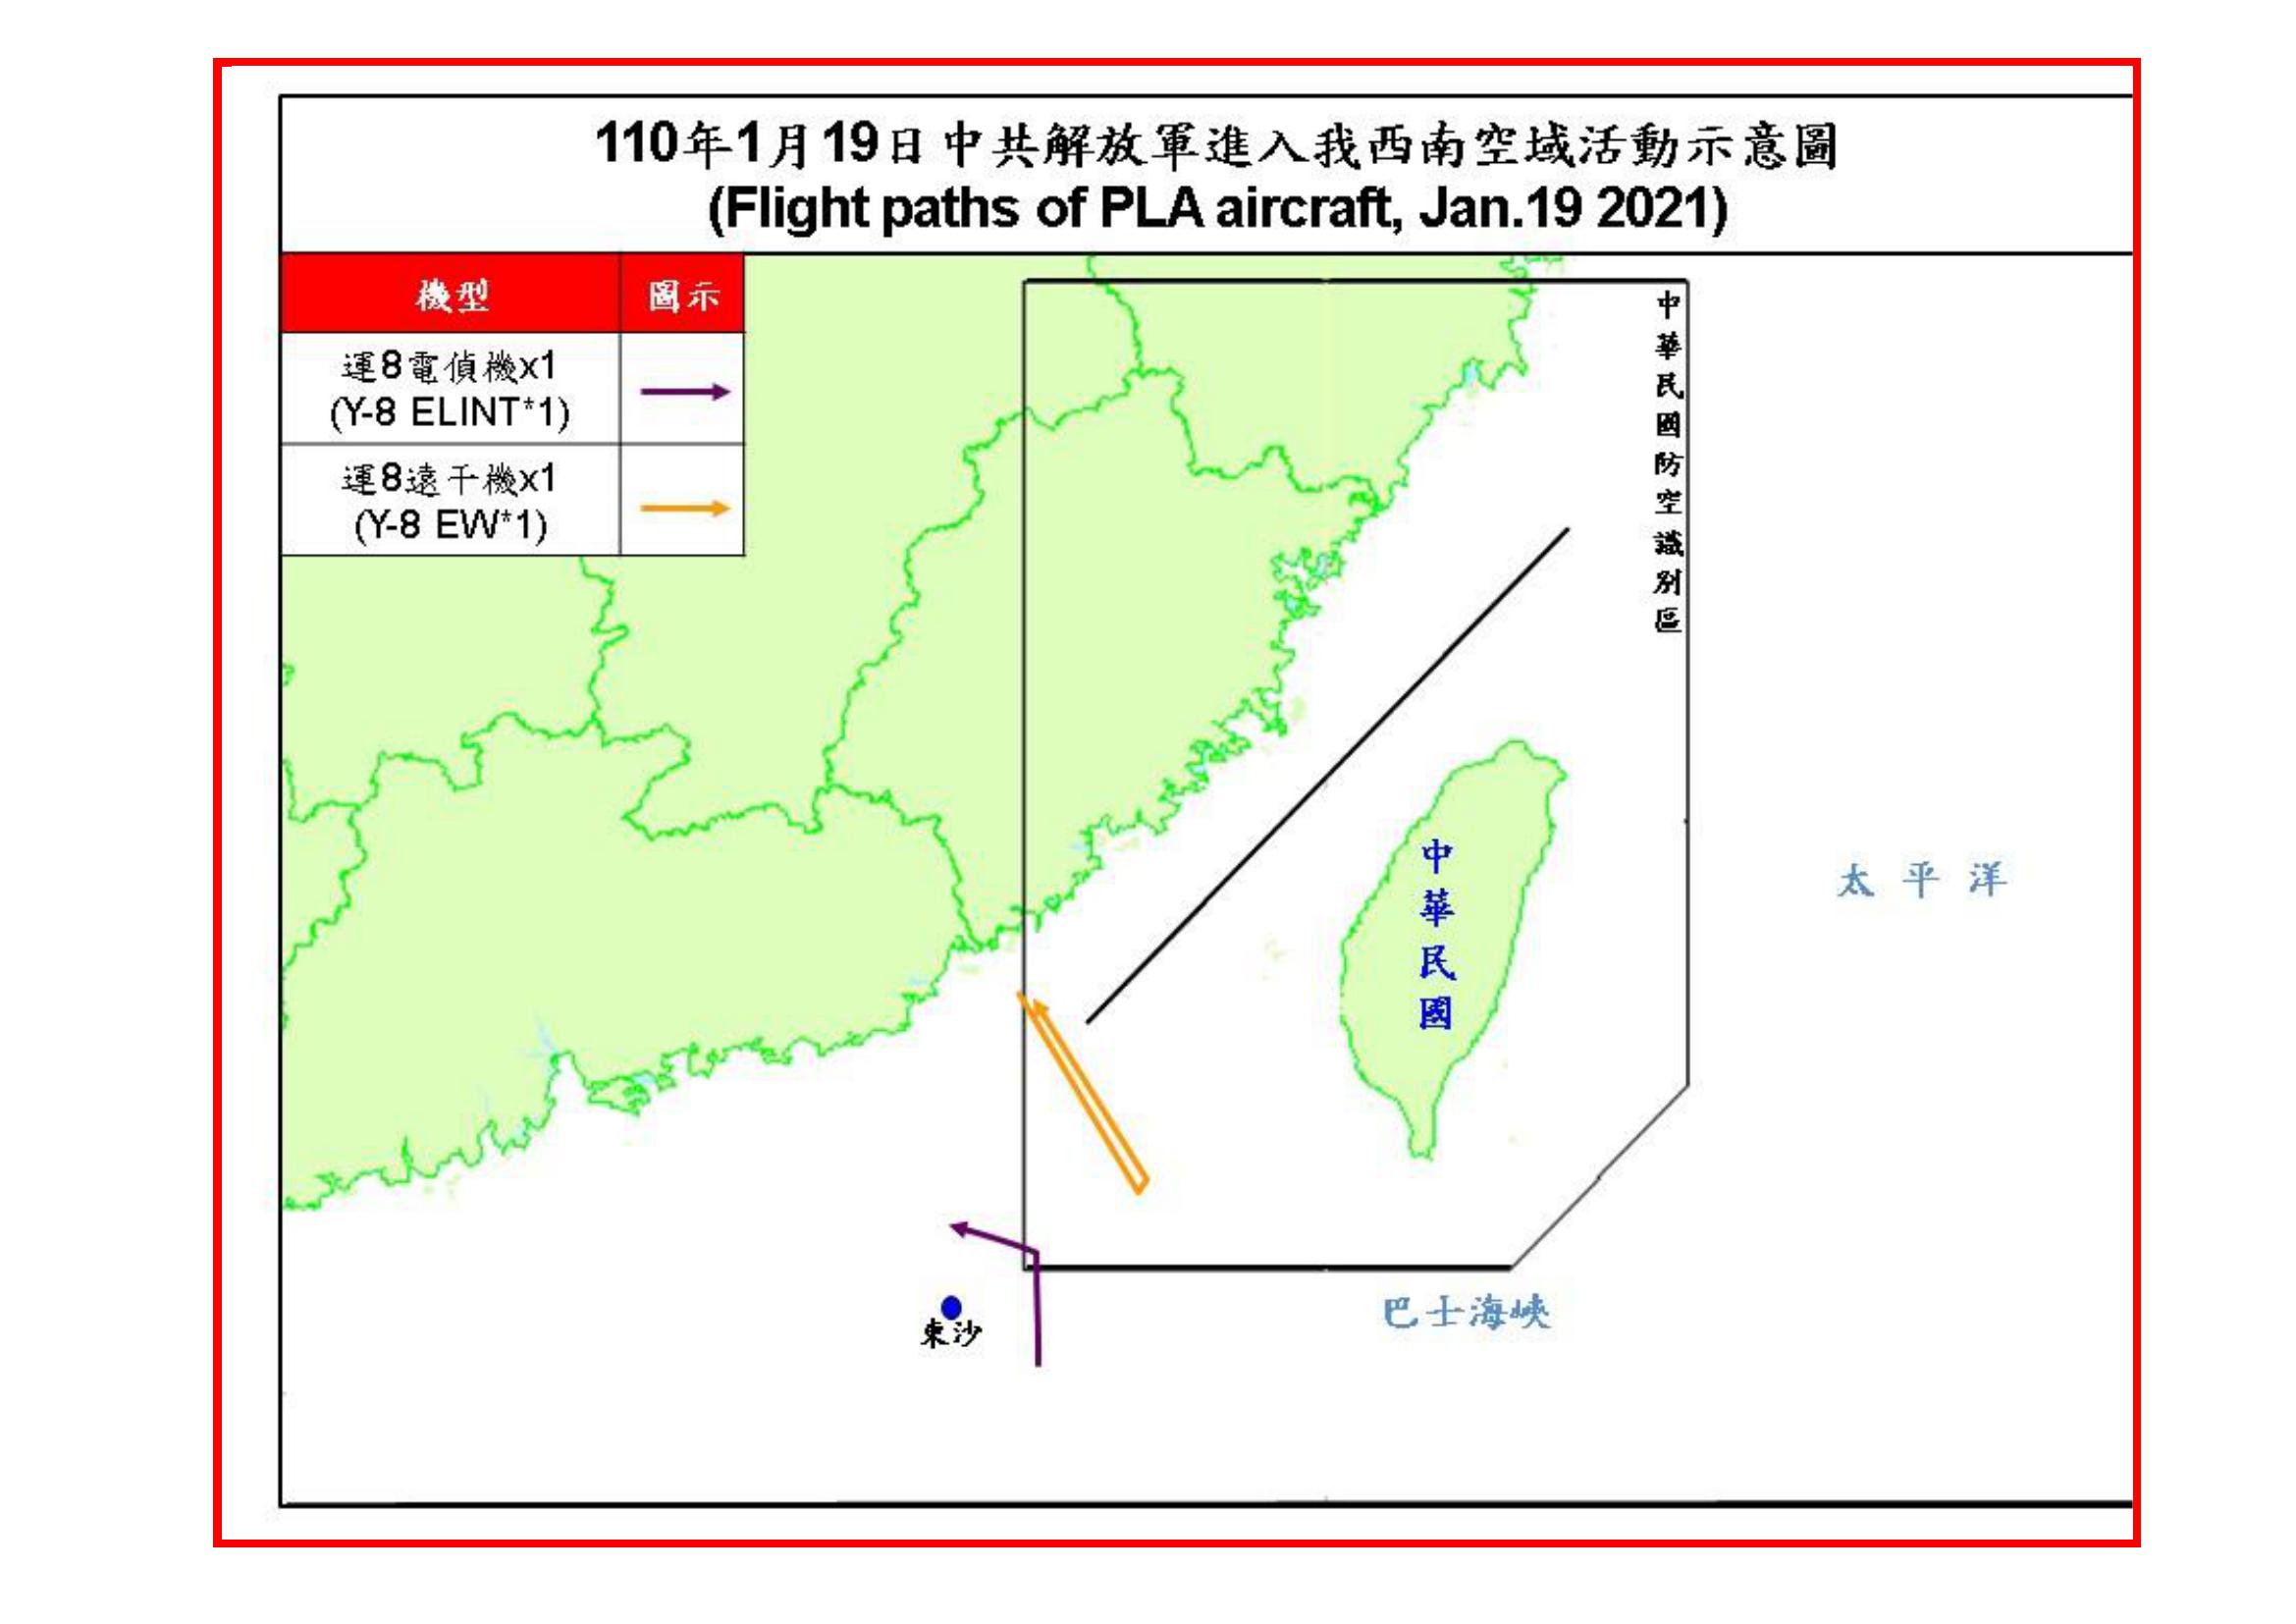 110年1月19日中共解放軍進入我西南空域活動示意圖
(Flight paths of PLA aircraft, Jan.19 2021)
機型 圖示
運8電偵機x1
(Y-8 ELINT*1)
運8遠干機x1
(Y-8 EW*1)
中華民國防空識別區
中華民國
太平洋
巴士海峽
東沙